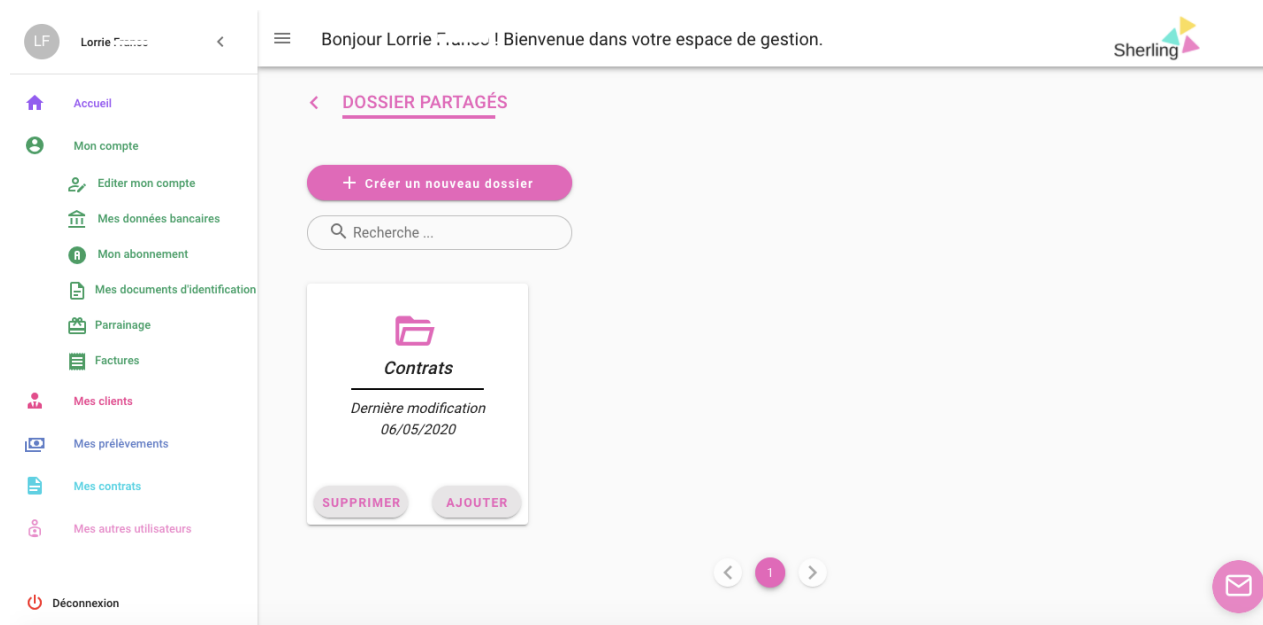 LF
Lorrie
Bonjour Lorrie ! Bienvenue dans votre espace de gestion.
Sherling
Accueil
Mon compte
Editer mon compte
Mes données bancaires
Mon abonnement
Mes documents d'identification
Parrainage
Factures
Mes clients
Mes prélèvements
Mes contrats
Mes autres utilisateurs
Déconnexion
DOSSIER PARTAGÉS
Créer un nouveau dossier
Recherche ...
Contrats
Dernière modification
06/05/2020
SUPPRIMER AJOUTER
1